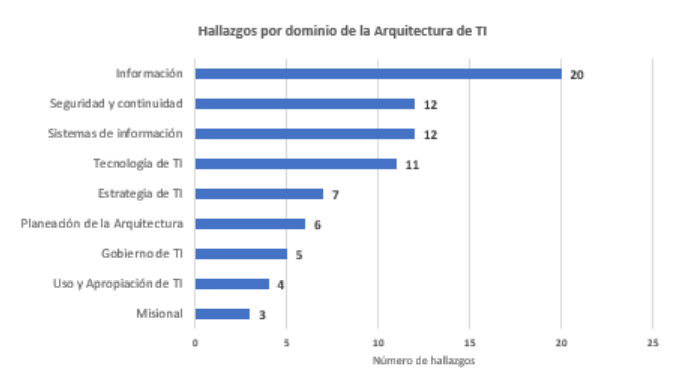 Hallazgos por dominio de la Arquitectura de TI
Información 20
Seguridad y continuidad 12
Sistemas de información 12
Tecnología de TI 11
Estrategia de TI 7
Planeación de la Arquitectura 6
Gobierno de TI 5
Uso y Apropiación de TI 4
Misional 3
0 5 10 15 20 25
Número de hallazgos